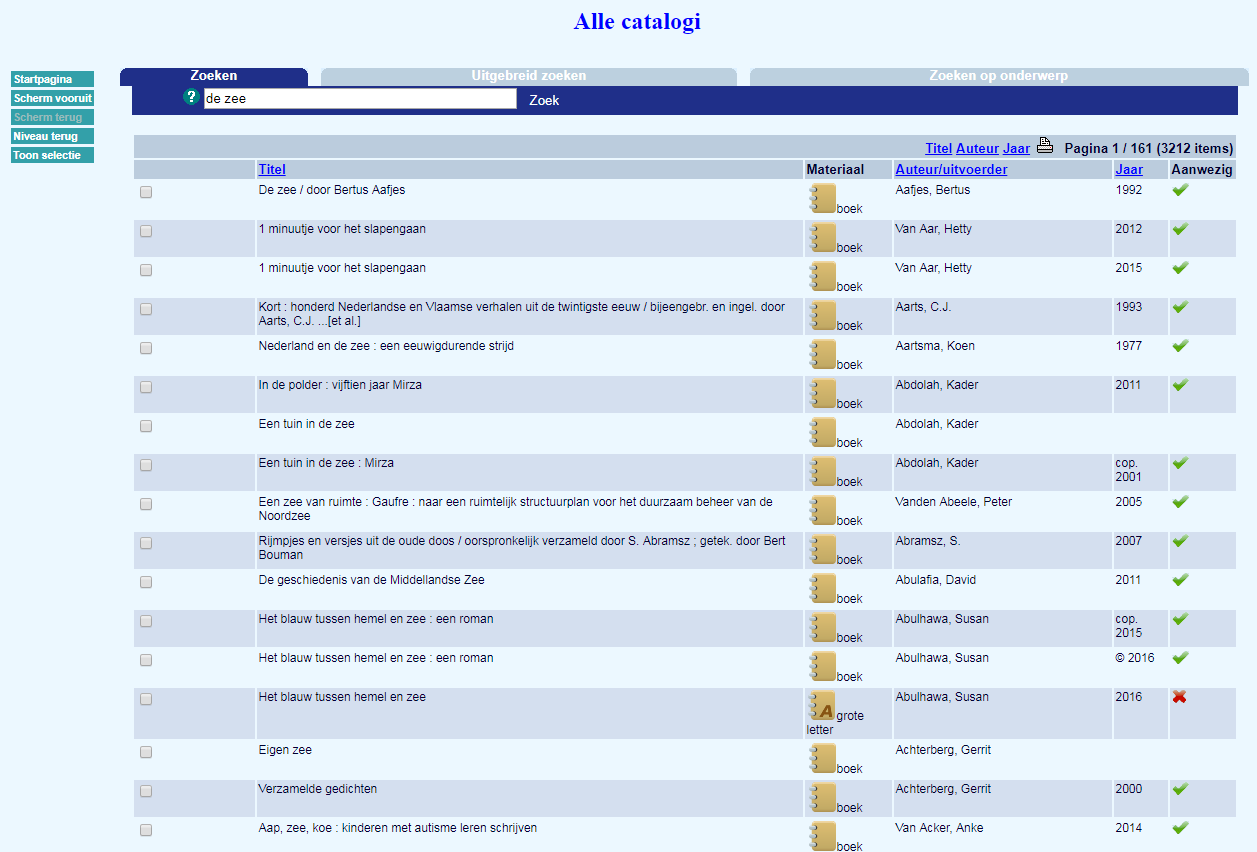 Alle catalogi
Startpagina
Scherm vooruit
Scherm terug
Niveau terug
Toon selectie
Zoeken Uitgebreid zoeken Zoeken op onderwerp
? de zee Zoek
Titel Auteur Jaar Pagina 1 / 161 (3212 items)
Titel Materiaal Auteur/uitvoerder Jaar Aanwezig
De zee / door Bertus Aafjes boek Aafjes, Bertus 1992
1 minuutje voor het slapengaan boek Van Aar, Hetty 2012
1 minuutje voor het slapengaan boek Van Aar, Hetty 2015
Kort : honderd Nederlandse en Vlaamse verhalen uit de twintigste eeuw / bijeengebr. en ingel. door
Aarts, C.J. ...[et al.] boek Aarts, C.J. 1993
Nederland en de zee : een eeuwigdurende strijd boek Aartsma, Koen 1977
In de polder : vijftien jaar Mirza boek Abdolah, Kader 2011
Een tuin in de zee boek Abdolah, Kader
Een tuin in de zee : Mirza boek Abdolah, Kader cop.
2001
Een zee van ruimte : Gaufre : naar een ruimtelijk structuurplan voor het duurzaam beheer van de
Noordzee boek Vanden Abeele, Peter 2005
Rijmpjes en versjes uit de oude doos / oorspronkelijk verzameld door S. Abramsz ; getek. door Bert
Bouman boek Abramsz, S. 2007
De geschiedenis van de Middellandse Zee boek Abulafia, David 2011
Het blauw tussen hemel en zee : een roman boek Abulhawa, Susan cop.
2015
Het blauw tussen hemel en zee : een roman boek Abulhawa, Susan © 2016
Het blauw tussen hemel en zee A grote Abulhawa, Susan 2016
letter
Eigen zee boek Achterberg, Gerrit
Verzamelde gedichten boek Achterberg, Gerrit 2000
Aap, zee, koe : kinderen met autisme leren schrijven boek Van Acker, Anke 2014